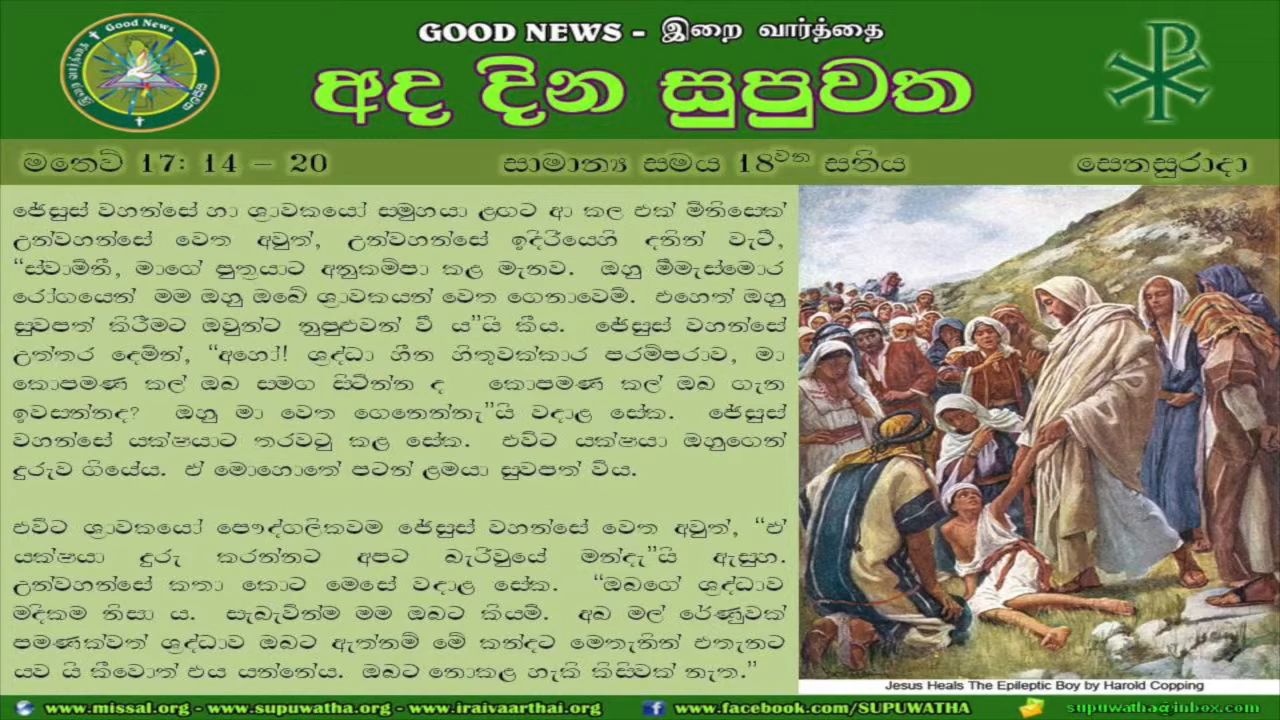 Good News
GOOD NEWS - இறை வார்த்தை
අද දින සුපුවත
මතෙව් 17: 14 – 20 සාමාන්‍ය සමය 18වන සතිය සෙනසුරාදා
ජේසුස් වහන්සේ හා ශ්‍රාවකයෝ සමූහයා ළඟට ආ කල එක් මිනිසෙක්
උන්වහන්සේ වෙත අවුත්, උන්වහන්සේ ඉදිරියෙහි දනින් වැටී,
“ස්වාමීනී, මාගේ පුත්‍රයාට අනුකම්පා කළ මැනව. ඔහු මීමැස්මොර
රෝගයෙන් මම ඔහු ඔබේ ශ්‍රාවකයන් වෙත ගෙනාවෙමි. එහෙත් ඔහු
සුවපත් කිරීමට ඔවුන්ට නුපුළුවන් වී ය”යි කීය. ජේසුස් වහන්සේ
උත්තර දෙමින්, “අහෝ! ශ්‍රද්ධා හීන හිතුවක්කාර පරම්පරාව, මා
කොපමණ කල් ඔබ සමග සිටින්න ද කොපමණ කල් ඔබ ගැන
ඉවසන්නද? ඔහු මා වෙත ගෙනෙන්නැ”යි වදාළ සේක. ජේසුස්
වහන්සේ යක්ෂයාට තරවටු කළ සේක. එවිට යක්ෂයා ඔහුගෙන්
දුරුව ගියේය. ඒ මොහොතේ පටන් ළමයා සුවපත් විය.
එවිට ශ්‍රාවකයෝ පෞද්ගලිකවම ජේසුස් වහන්සේ වෙත අවුත්, “ඒ
යක්ෂයා දුරු කරන්නට අපට බැරිවුයේ මන්දැ”යි ඇසූහ.
උන්වහන්සේ කතා කොට මෙසේ වදාළ සේක. “ඔබගේ ශ්‍රද්ධාව
මදිකම නිසා ය. සැබැවින්ම මම ඔබට කියමි. අබ මල් රේණුවක්
පමණක්වත් ශ්‍රද්ධාව ඔබට ඇත්නම් මේ කන්දට මෙතැනින් එතැනට
යව යි කීවොත් එය යන්නේය. ඔබට නොකළ හැකි කිසිවක් නැත.”
Jesus Heals The Epileptic Boy by Harold Copping
www.missal.org - www.supuwatha.org - www.iraivaarthai.org www.facebook.com/SUPUWATHA supuwatha@inbox.com